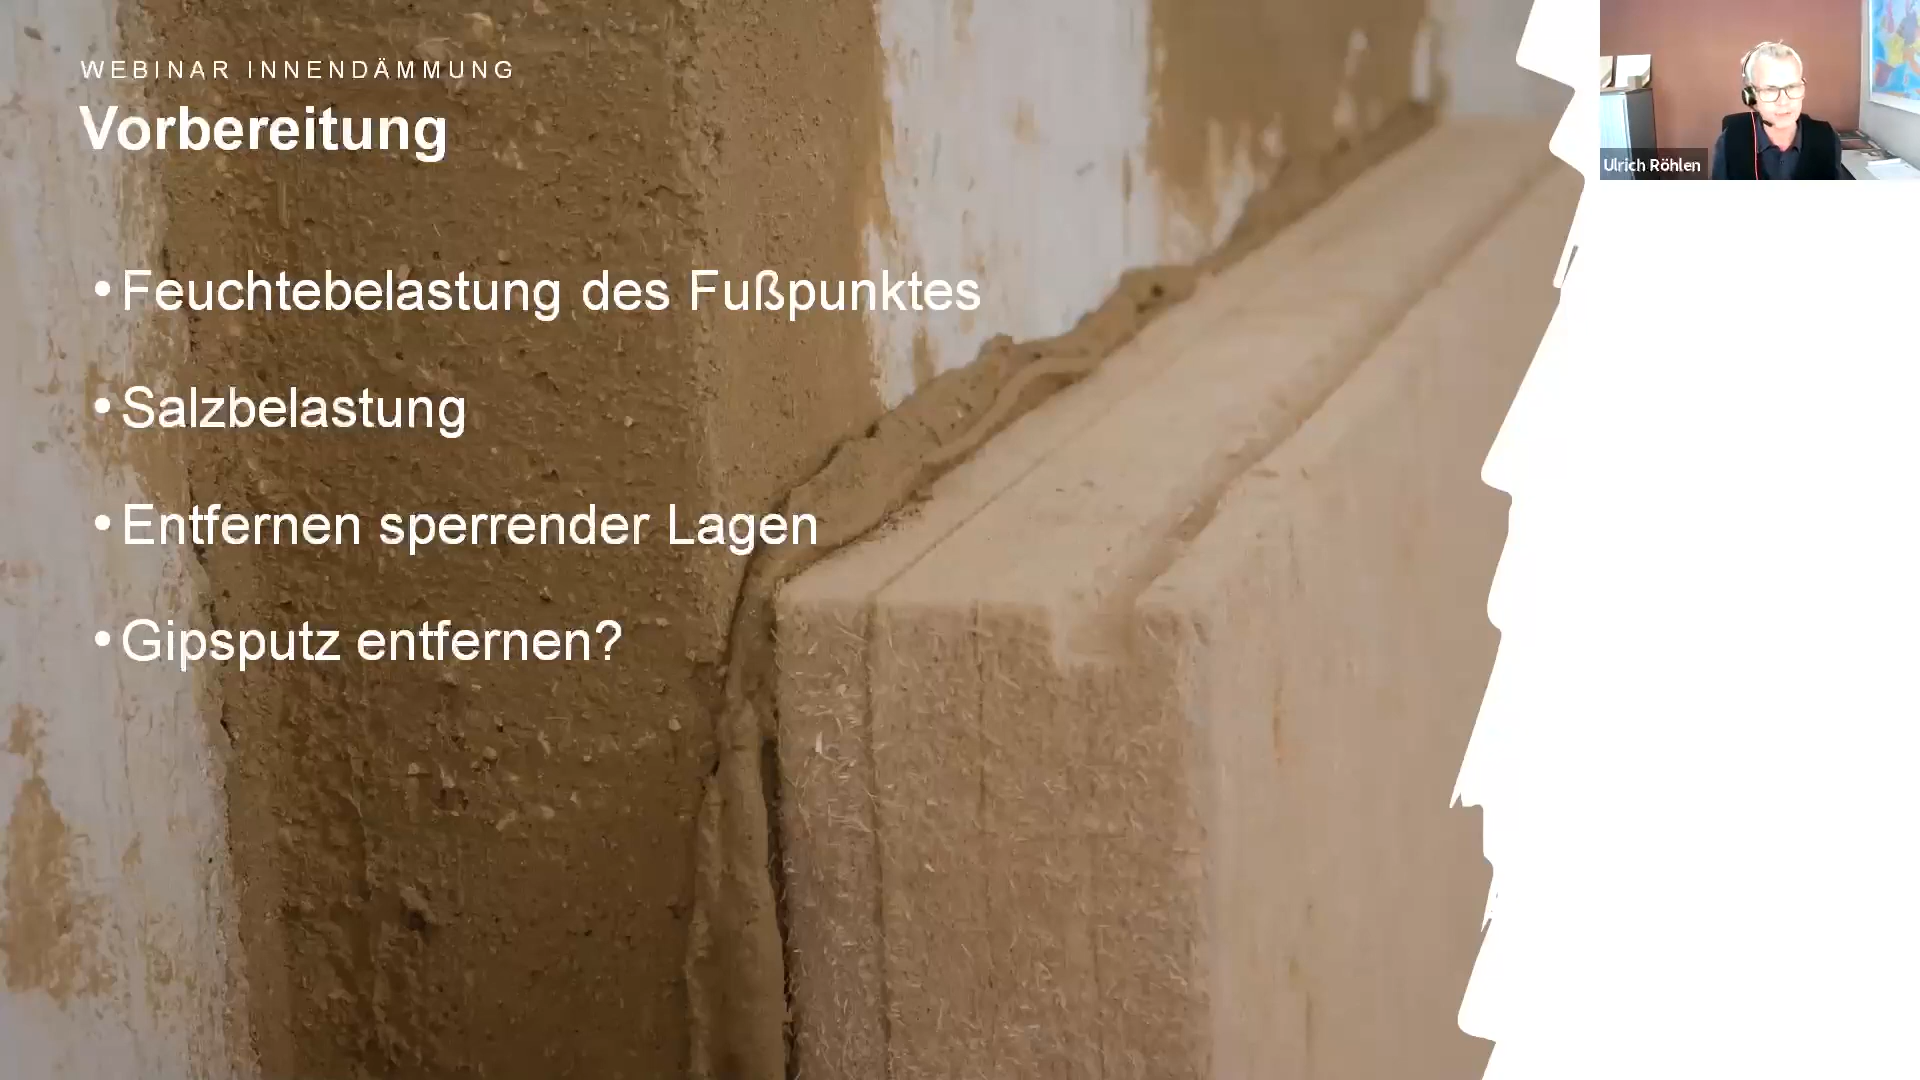 WEBINAR INNENDÄMMUNG
Vorbereitung
• Feuchtebelastung des Fußpunktes
• Salzbelastung
• Entfernen sperrender Lagen
• Gipsputz entfernen?
Ulrich Röhlen